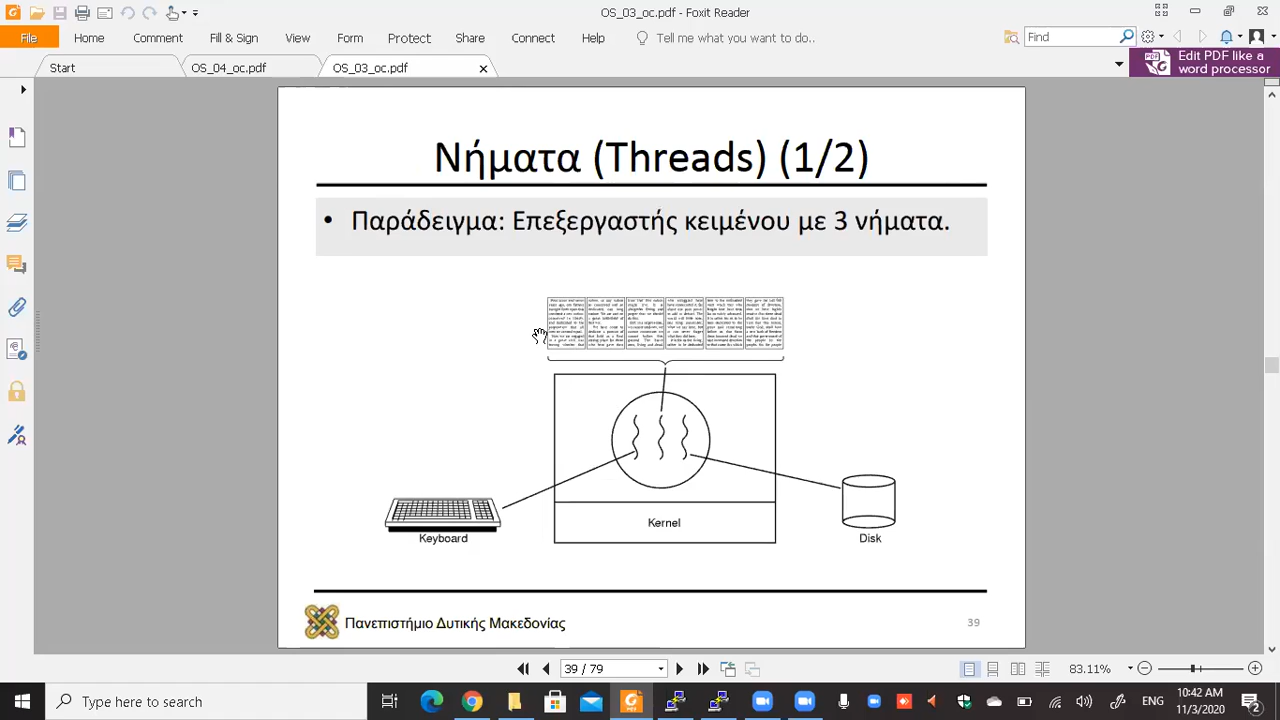 OS_03_oc.pdf - Foxit Reader
File Home Comment Fill & Sign View Form Protect Share Connect Help Tell me what you want to do.. Find
Start OS_04_oc.pdf OS_03_oc.pdf
Edit PDF like a
word processor
Νήματα (Threads) (1/2)
• Παράδειγμα: Επεξεργαστής κειμένου με 3 νήματα.
Kernel
Keyboard
Disk
Πανεπιστήμιο Δυτικής Μακεδονίας
39
39 / 79
83.11%
Type here to search
ENG
10:42 AM
11/3/2020